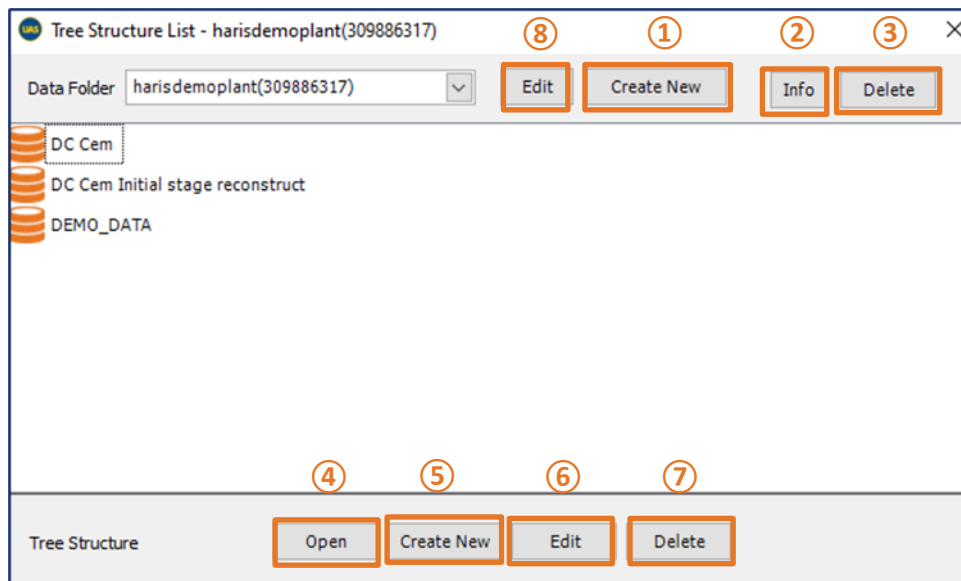 UAS Tree Structure List - harisdemoplant(309886317)
⑧ ① ② ③
Data Folder harisdemoplant(309886317) Edit Create New Info Delete
DC Cem
DC Cem Initial stage reconstruct
DEMO_DATA
④ ⑤ ⑥ ⑦
Tree Structure Open Create New Edit Delete